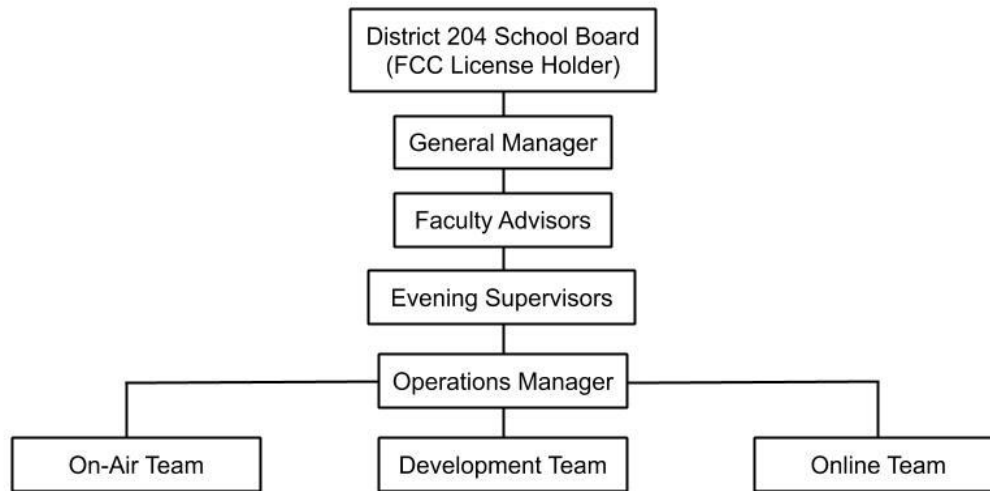 District 204 School Board
(FCC License Holder)
General Manager
Faculty Advisors
Evening Supervisors
Operations Manager
On-Air Team
Development Team
Online Team